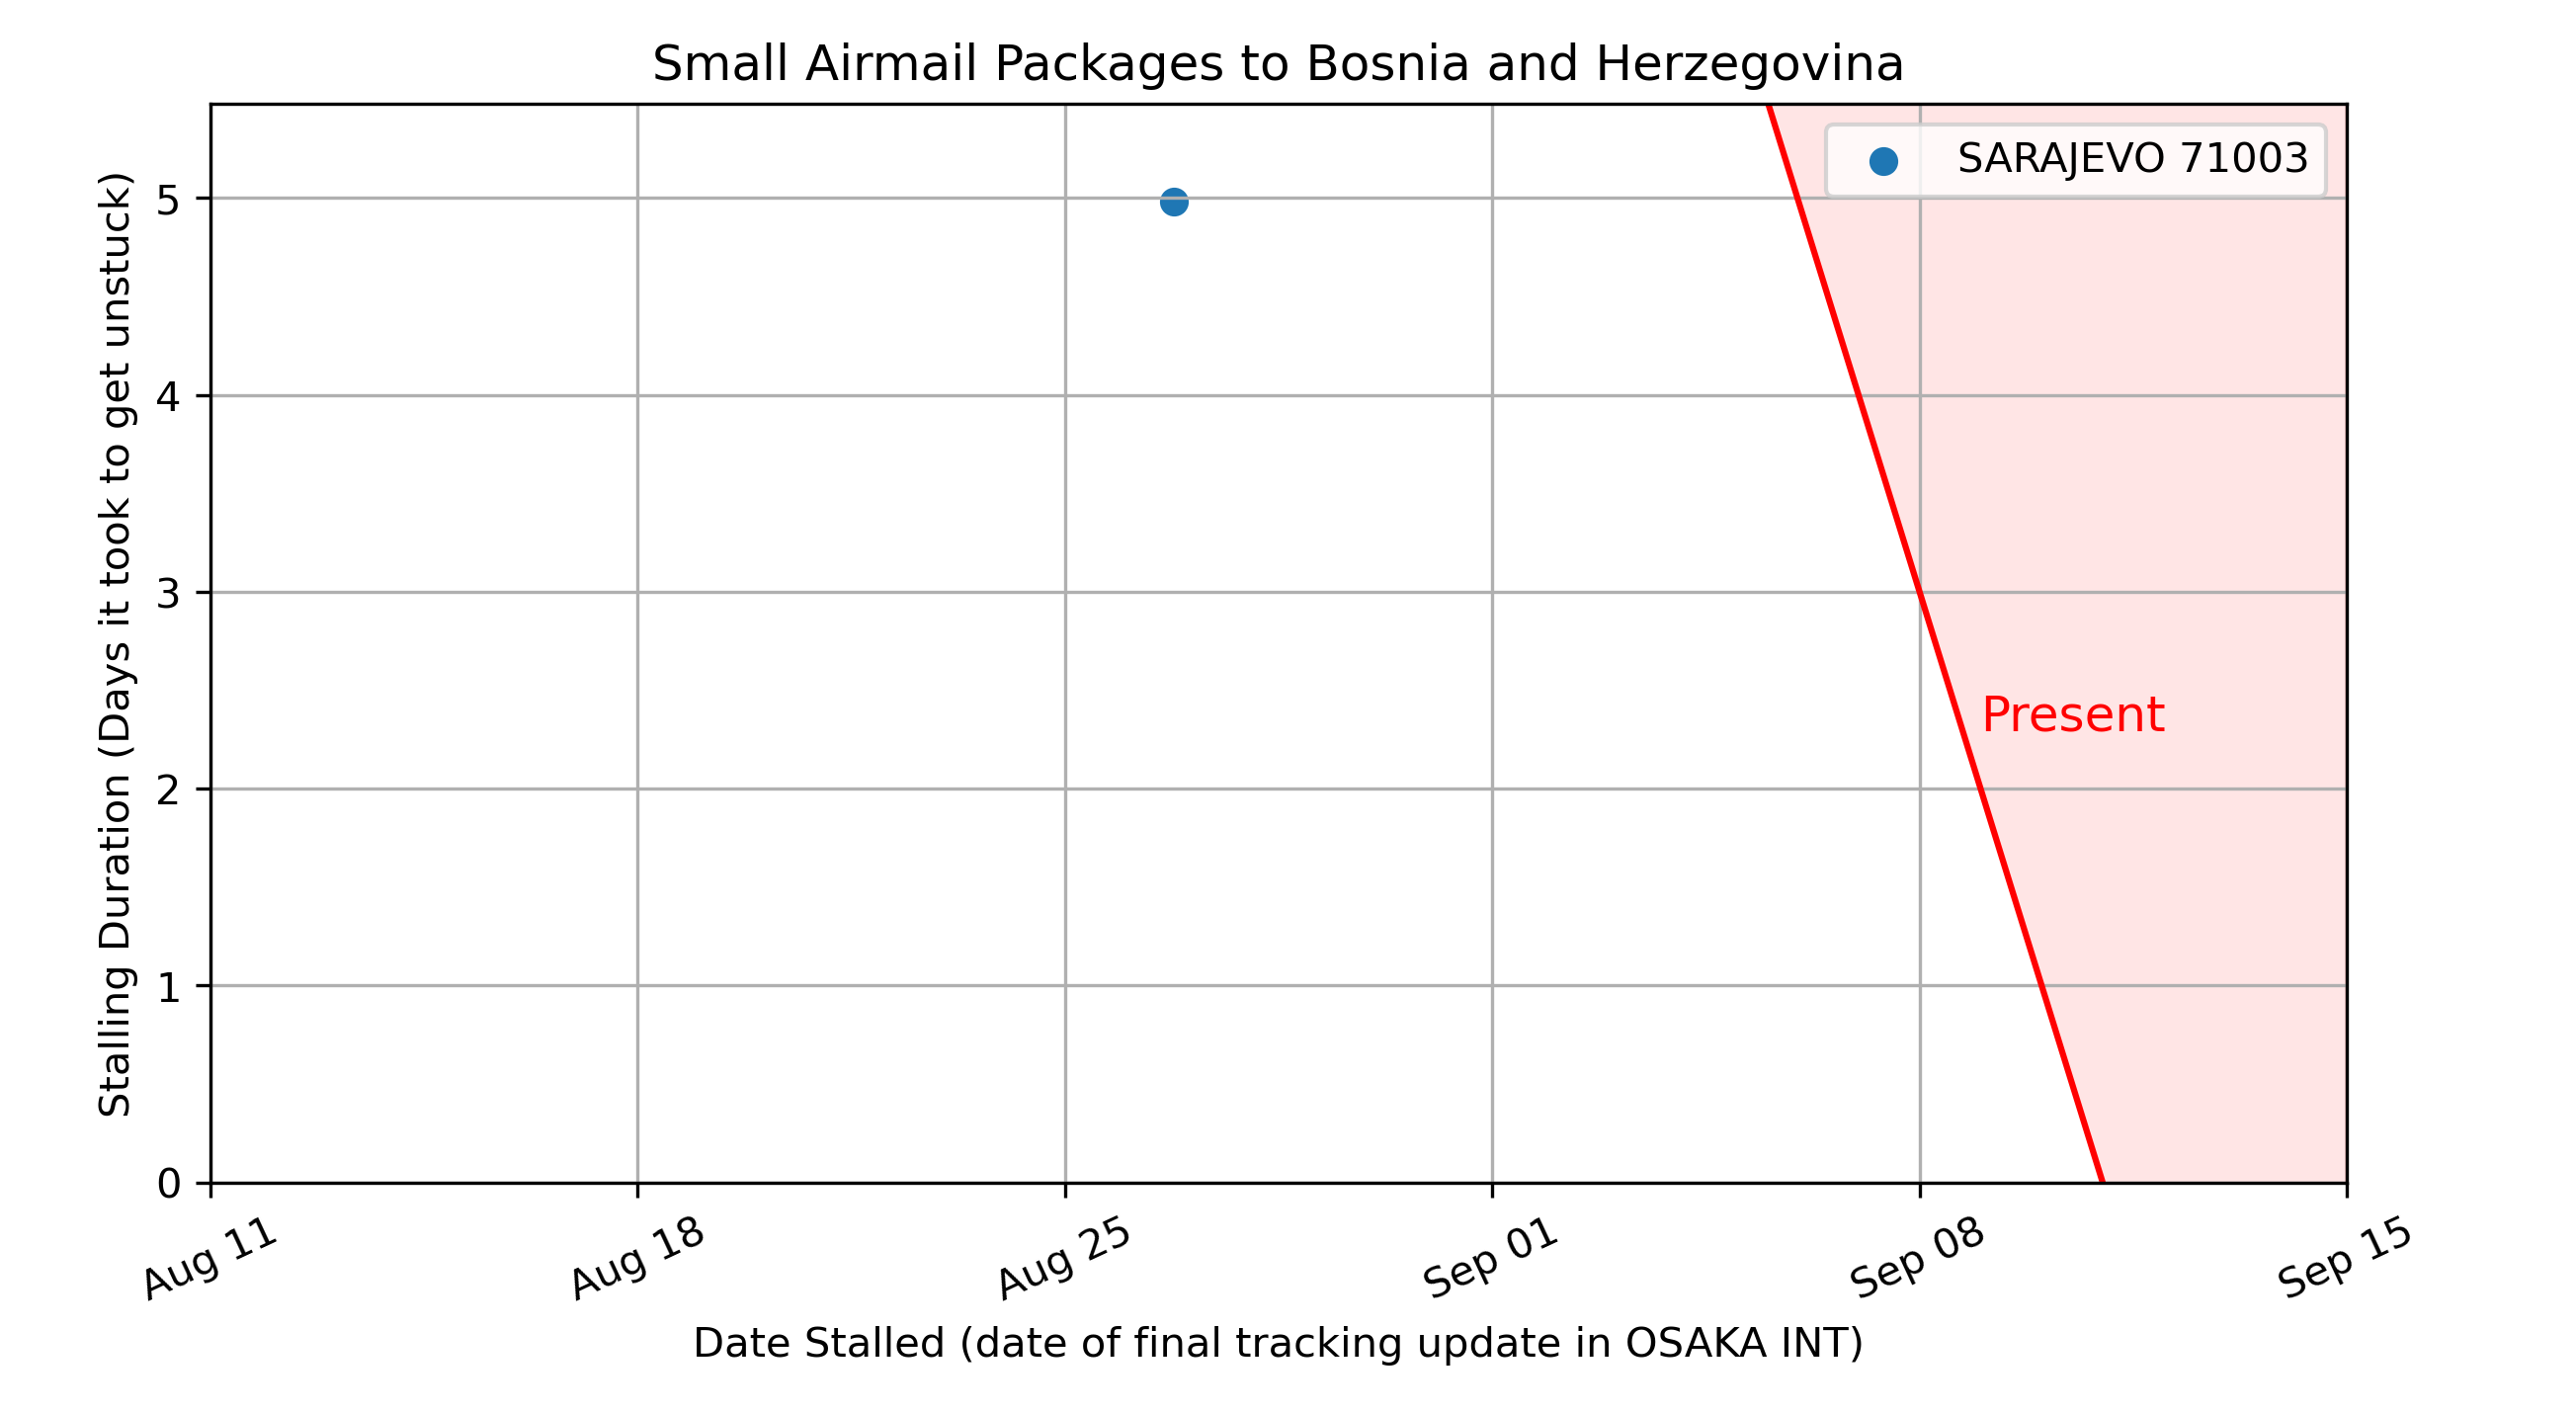 Small Airmail Packages to Bosnia and Herzegovina
SARAJEVO 71003
Stalling Duration (Days it took to get unstuck)
5
4
3
2
1
0
Present
Aug 11
Aug 18
Aug 25
Sep 01
Sep 08
Sep 15
Date Stalled (date of final tracking update in OSAKA INT)